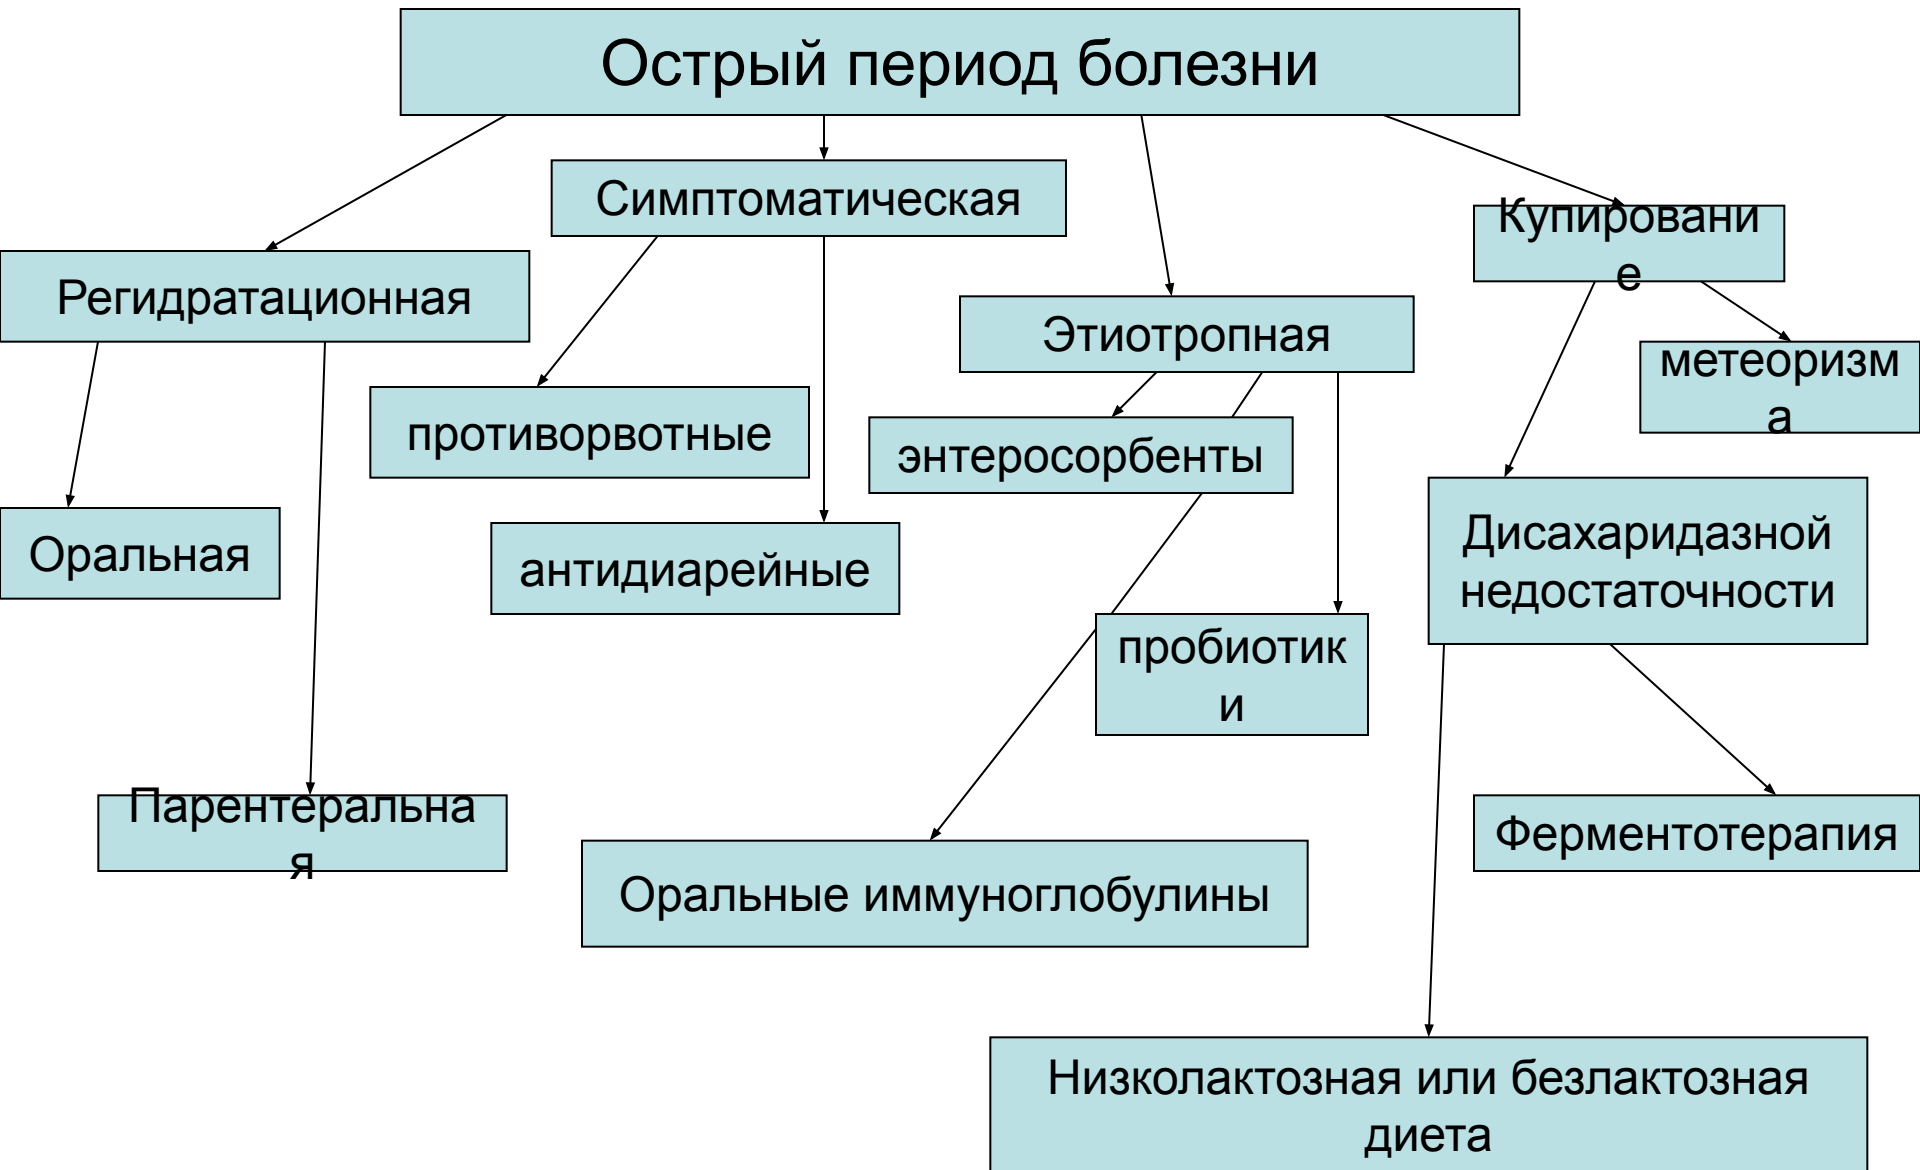 Острый период болезни
Симптоматическая
Купировани
е
Регидратационная
Этиотропная
метеоризм
а
противорвотные
энтеросорбенты
Дисахаридазной
недостаточности
Оральная
антидиарейные
пробиотик
и
Парентеральна
я
Ферментотерапия
Оральные иммуноглобулины
Низколактозная или безлактозная
диета